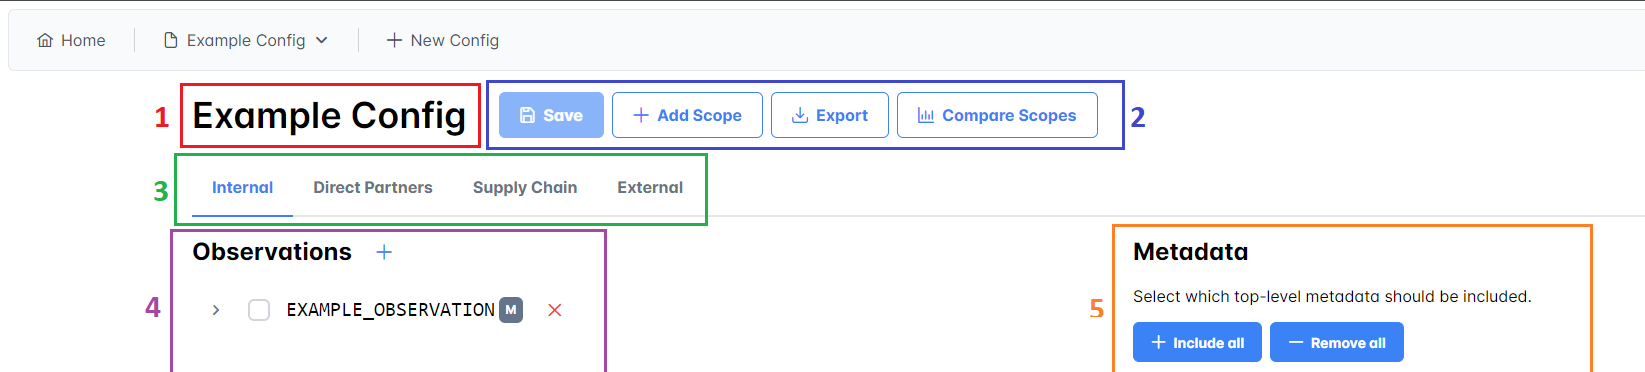 Home Example Config New Config
1 Example Config Save Add Scope Export Compare Scopes 2
3 Internal Direct Partners Supply Chain External
Observations
4 EXAMPLE_OBSERVATION M
Metadata
Select which top-level metadata should be included.
5 Include all Remove all